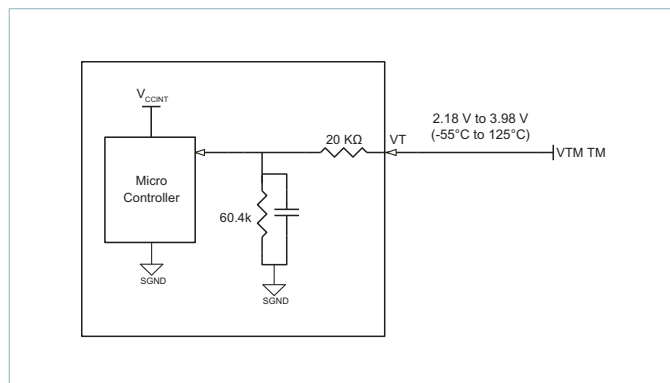 V_CCINT
2.18 V to 3.98 V
(-55°C to 125°C)
20 KΩ
VT
VTM TM
Micro
Controller
60.4k
SGND
SGND